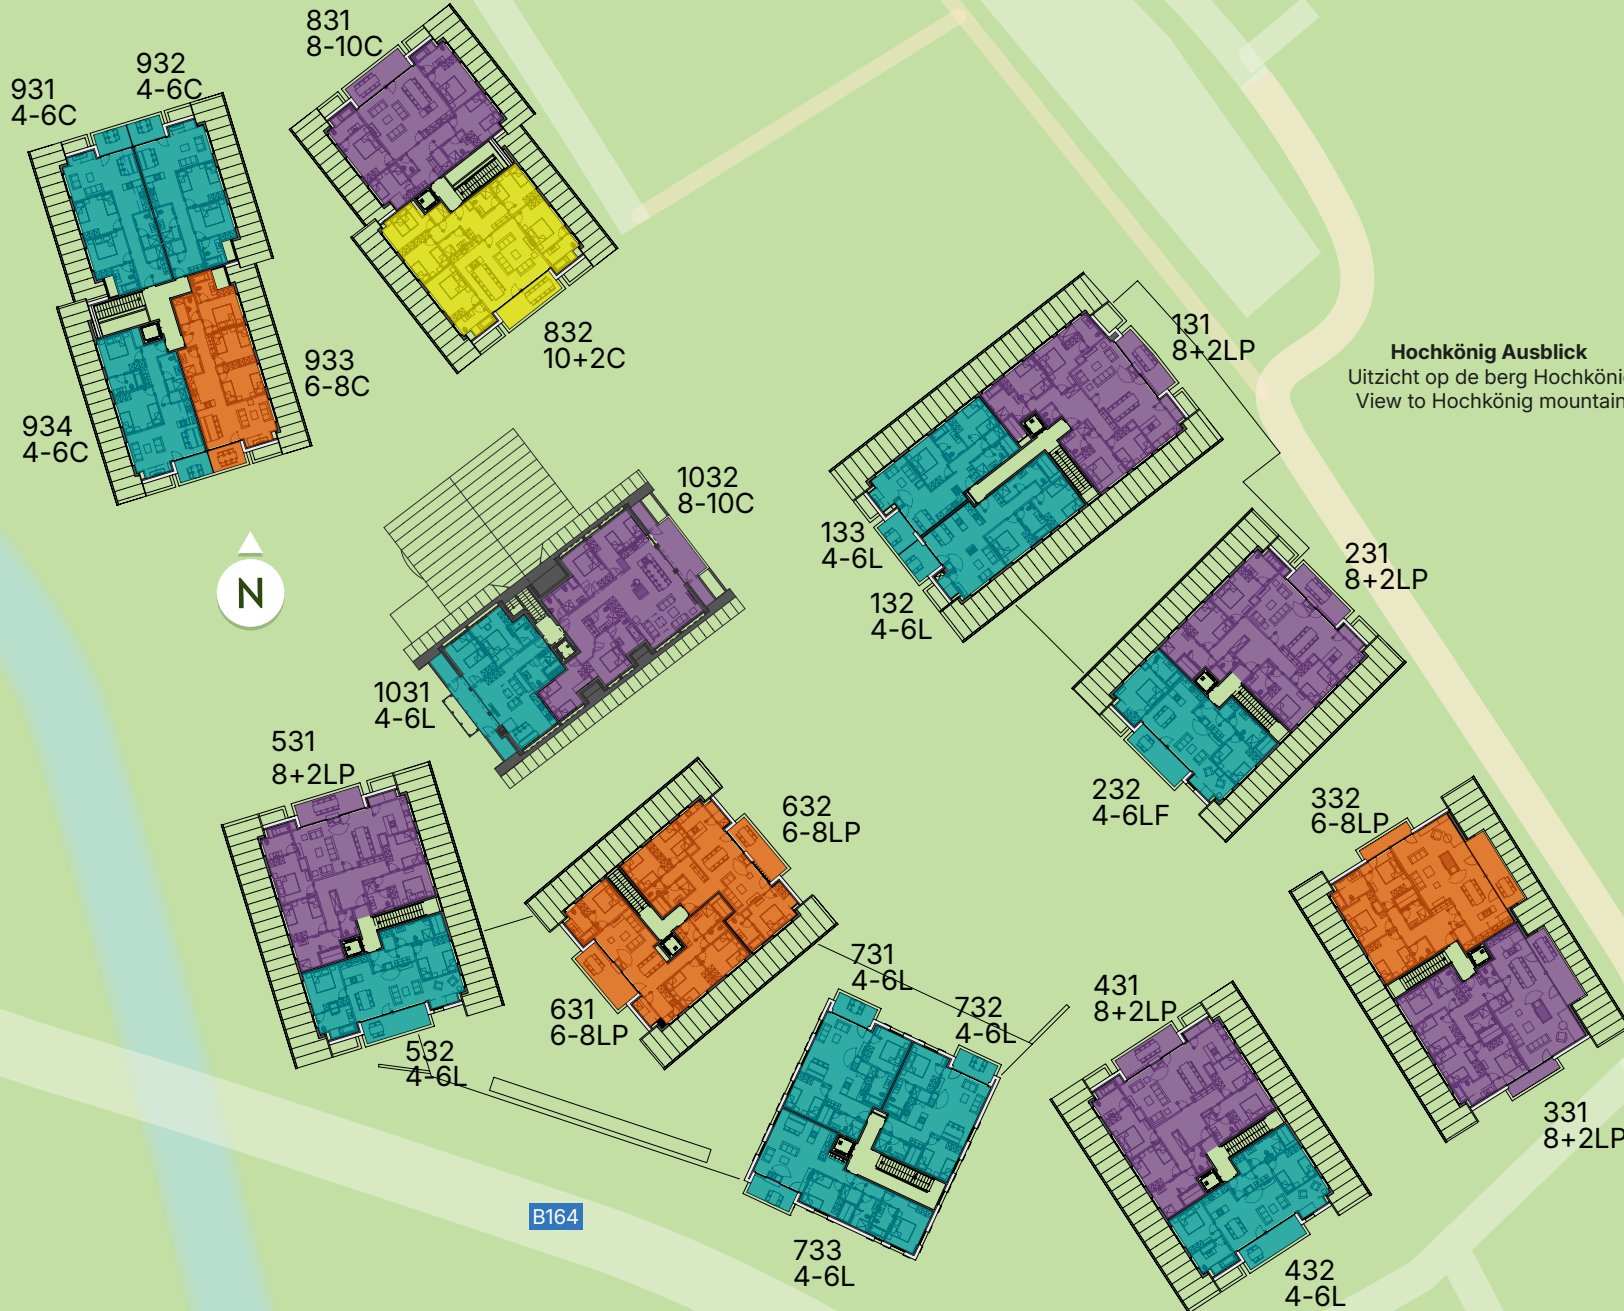 831
8-10C
932
4-6C
931
4-6C
832
10+2C
933
6-8C
934
4-6C
131
8+2LP
Hochkönig Ausblick
Uitzicht op de berg Hochköni
View to Hochkönig mountain
1032
8-10C
133
4-6L
132
4-6L
231
8+2LP
N
1031
4-6L
232
4-6LF
531
8+2LP
632
6-8LP
332
6-8LP
631
6-8LP
731
4-6L
732
4-6L
431
8+2LP
532
4-6L
331
8+2LP
B164
733
4-6L
432
4-6L